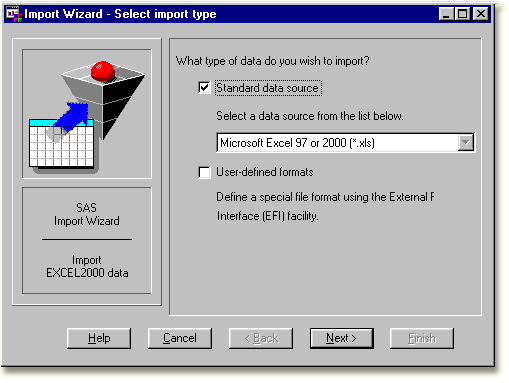 Import Wizard - Select import type
What type of data do you wish to import?
Standard data source
Select a data source from the list below.
Microsoft Excel 97 or 2000 (*.xls)
User-defined formats
Define a special file format using the External F
Interface (EFI) facility.
SAS
Import Wizard
Import
EXCEL2000 data
Help
Cancel
< Back
Next >
Finish